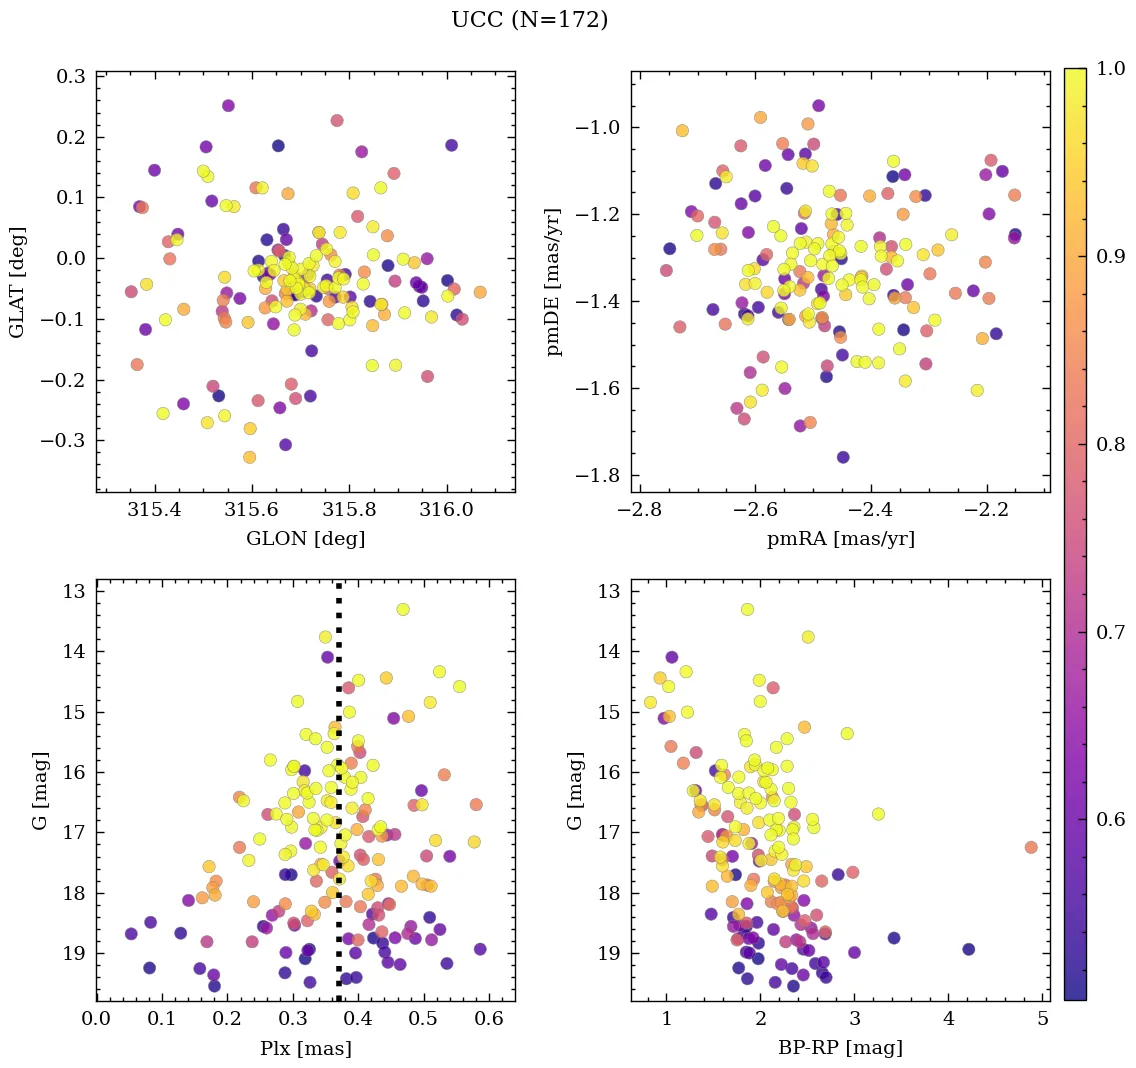 UCC (N=172)
0.3
0.2
0.1
0.0
−0.1
−0.2
−0.3
GLAT [deg]
315.4 315.6 315.8 316.0
GLON [deg]
−1.0
−1.2
−1.4
−1.6
−1.8
pmDE [mas/yr]
−2.8 −2.6 −2.4 −2.2
pmRA [mas/yr]
1.0
0.9
0.8
0.7
0.6
13
14
15
16
17
18
19
G [mag]
0.0 0.1 0.2 0.3 0.4 0.5 0.6
Plx [mas]
13
14
15
16
17
18
19
G [mag]
1 2 3 4 5
BP-RP [mag]